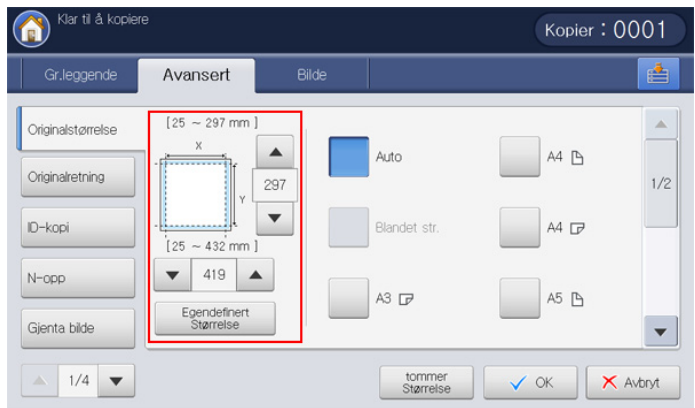 Klar til å kopiere
Kopier : 0001
Gr.leggende
Avansert
Bilde
Originalstørrelse
Originalretning
ID-kopi
N-opp
Gjenta bilde
1/4
[25 ~ 297 mm ]
X
Y
297
[25 ~ 432 mm ]
419
Egendefinert
Størrelse
Auto
A4
Blandet str.
A4
A3
A5
1/2
tommer
Størrelse
OK
Avbryt